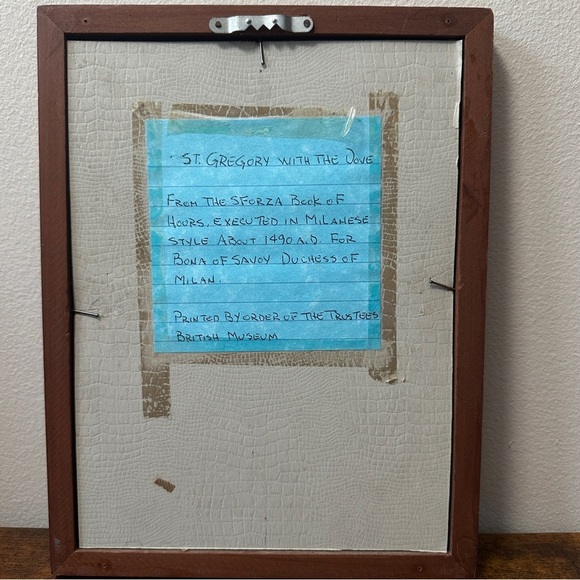 · St. Gregory with the Dove
From the Sforza Book of
Hours, executed in Milanese
style about 1490 A.D. for
Bona of Savoy Duchess of
Milan.
Printed by order of the Trustees
British Museum